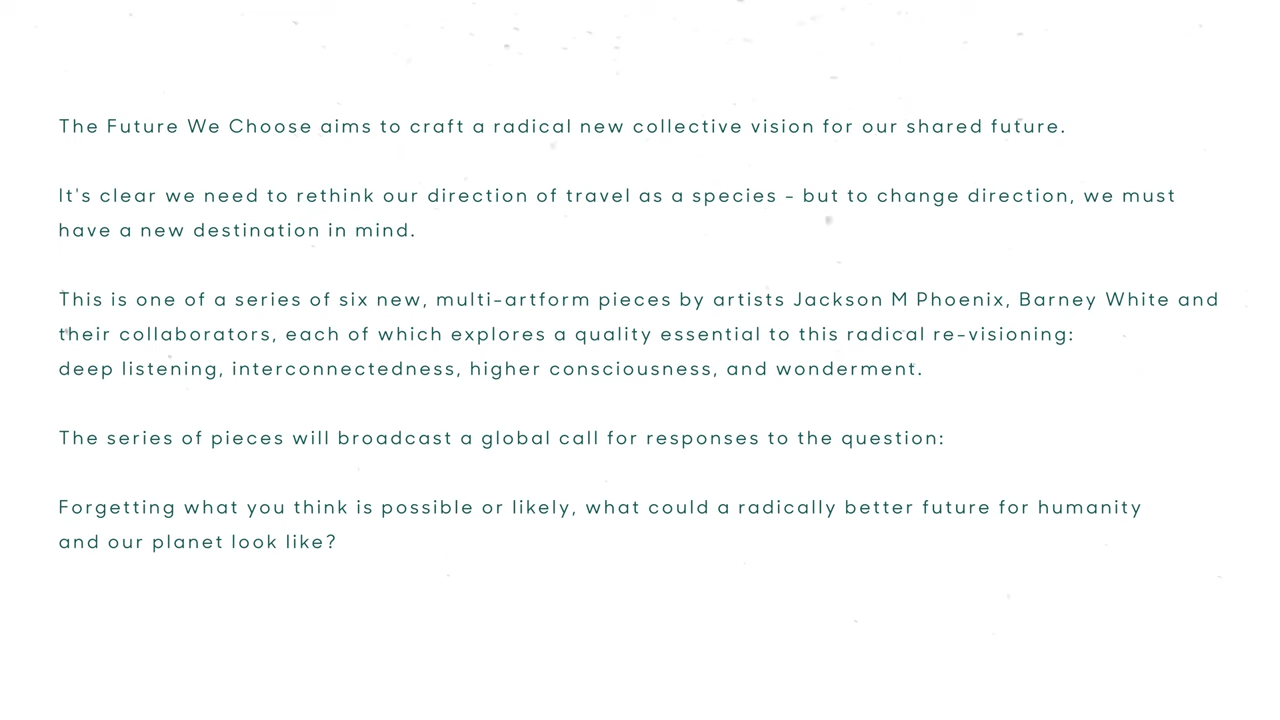 The Future We Choose aims to craft a radical new collective vision for our shared future.
It's clear we need to rethink our direction of travel as a species - but to change direction, we must
have a new destination in mind.
This is one of a series of six new, multi-artform pieces by artists Jackson M Phoenix, Barney White and
their collaborators, each of which explores a quality essential to this radical re-visioning:
deep listening, interconnectedness, higher consciousness, and wonderment.
The series of pieces will broadcast a global call for responses to the question:
Forgetting what you think is possible or likely, what could a radically better future for humanity
and our planet look like?